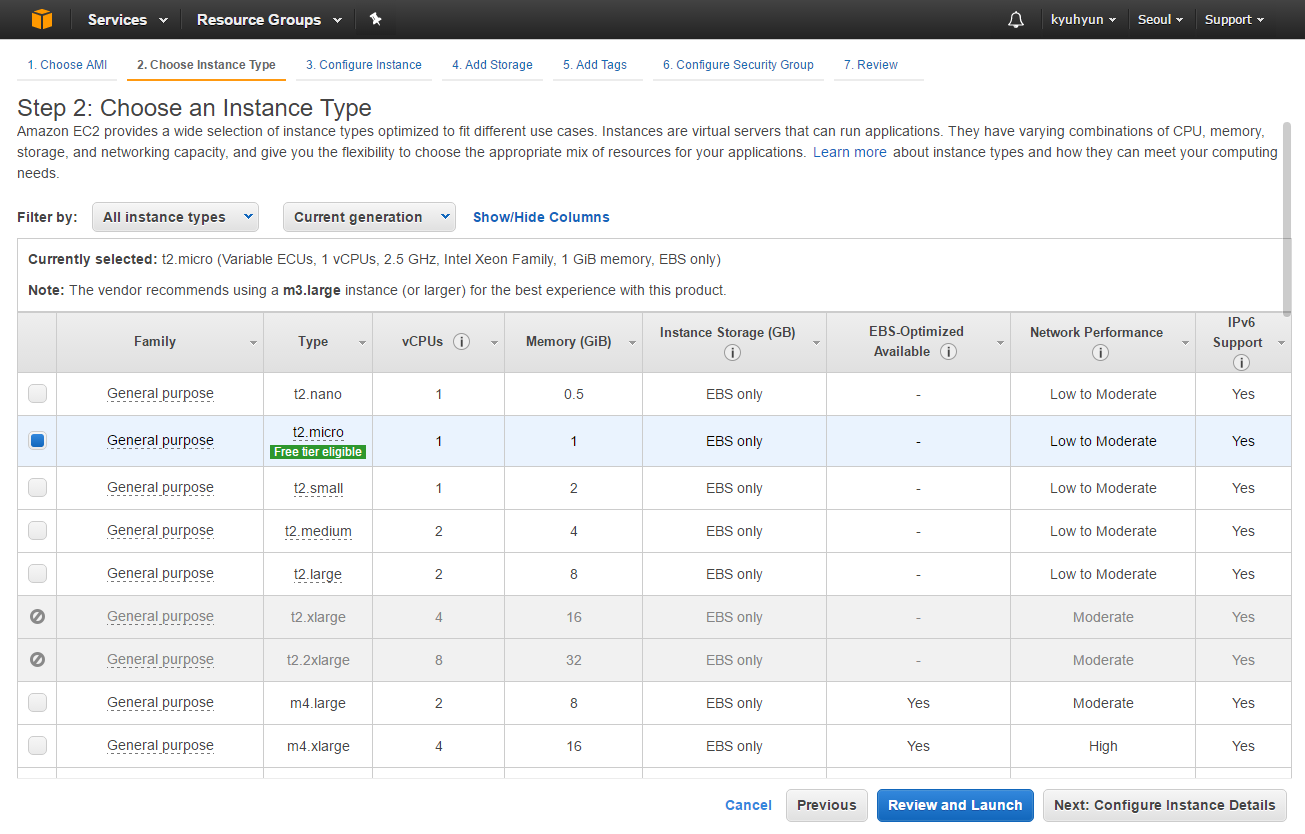 Services Resource Groups kyuhyun Seoul Support
1. Choose AMI 2. Choose Instance Type 3. Configure Instance 4. Add Storage 5. Add Tags 6. Configure Security Group 7. Review
Step 2: Choose an Instance Type
Amazon EC2 provides a wide selection of instance types optimized to fit different use cases. Instances are virtual servers that can run applications. They have varying combinations of CPU, memory,
storage, and networking capacity, and give you the flexibility to choose the appropriate mix of resources for your applications. Learn more about instance types and how they can meet your computing
needs.
Filter by: All instance types Current generation Show/Hide Columns
Currently selected: t2.micro (Variable ECUs, 1 vCPUs, 2.5 GHz, Intel Xeon Family, 1 GiB memory, EBS only)
Note: The vendor recommends using a m3.large instance (or larger) for the best experience with this product.
Family Type vCPUs i Memory (GiB) Instance Storage (GB) i EBS-Optimized Available i Network Performance i IPv6 Support i
General purpose t2.nano 1 0.5 EBS only - Low to Moderate Yes
General purpose t2.micro Free tier eligible 1 1 EBS only - Low to Moderate Yes
General purpose t2.small 1 2 EBS only - Low to Moderate Yes
General purpose t2.medium 2 4 EBS only - Low to Moderate Yes
General purpose t2.large 2 8 EBS only - Low to Moderate Yes
General purpose t2.xlarge 4 16 EBS only - Moderate Yes
General purpose t2.2xlarge 8 32 EBS only - Moderate Yes
General purpose m4.large 2 8 EBS only Yes Moderate Yes
General purpose m4.xlarge 4 16 EBS only Yes High Yes
Cancel Previous Review and Launch Next: Configure Instance Details